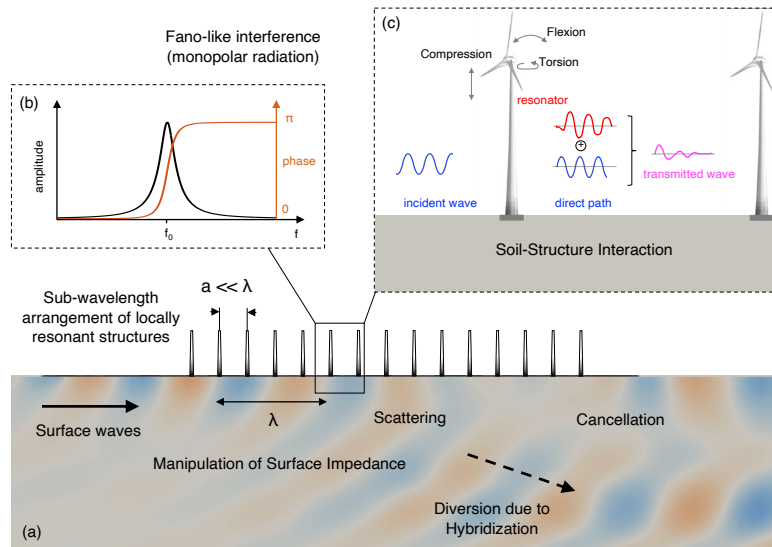 Fano-like interference
(monopolar radiation)
(b)
amplitude
π
phase
0
f₀
f
(c)
Flexion
Compression
Torsion
resonator
+
incident wave
direct path
transmitted wave
Soil-Structure Interaction
Sub-wavelength
arrangement of locally
resonant structures
a << λ
λ
Surface waves
Scattering
Cancellation
Manipulation of Surface Impedance
Diversion due to
Hybridization
(a)